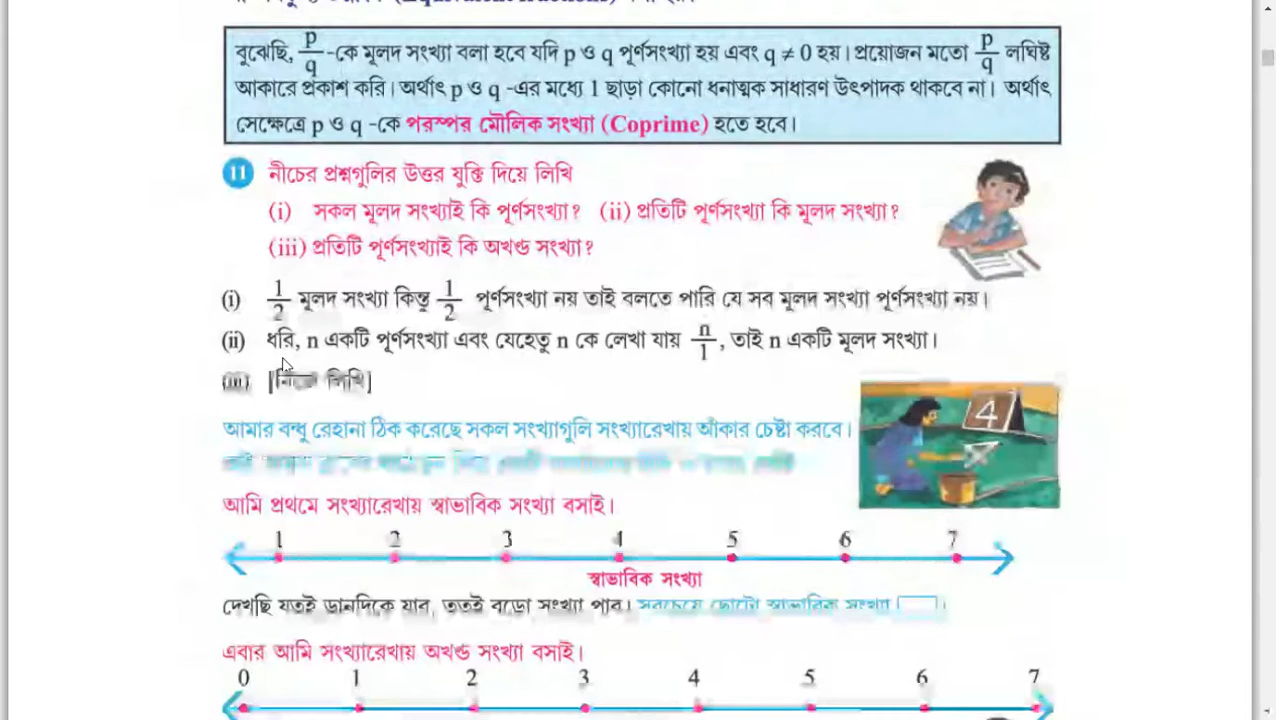 বুঝেছি, p/q -কে মূলদ সংখ্যা বলা হবে যদি p ও q পূর্ণসংখ্যা হয় এবং q ≠ 0 হয়। প্রয়োজন মতো p/q লঘিষ্ট
আকারে প্রকাশ করি। অর্থাৎ p ও q -এর মধ্যে 1 ছাড়া কোনো ধনাত্মক সাধারণ উৎপাদক থাকবে না। অর্থাৎ
সেক্ষেত্রে p ও q -কে পরস্পর মৌলিক সংখ্যা (Coprime) হতে হবে।
11 নীচের প্রশ্নগুলির উত্তর যুক্তি দিয়ে লিখি
(i) সকল মূলদ সংখ্যাই কি পূর্ণসংখ্যা? (ii) প্রতিটি পূর্ণসংখ্যা কি মূলদ সংখ্যা?
(iii) প্রতিটি পূর্ণসংখ্যাই কি অখণ্ড সংখ্যা?
(i) 1/2 মূলদ সংখ্যা কিন্তু 1/2 পূর্ণসংখ্যা নয় তাই বলতে পারি যে সব মূলদ সংখ্যা পূর্ণসংখ্যা নয়।
(ii) ধরি, n একটি পূর্ণসংখ্যা এবং যেহেতু n কে লেখা যায় n/1, তাই n একটি মূলদ সংখ্যা।
(iii) [নিজে লিখি]
আমার বন্ধু রেহানা ঠিক করেছে সকল সংখ্যাগুলি সংখ্যারেখায় আঁকার চেষ্টা করবে।
4
আমি প্রথমে সংখ্যারেখায় স্বাভাবিক সংখ্যা বসাই।
1 2 3 4 5 6 7
স্বাভাবিক সংখ্যা
দেখছি যতই ডানদিকে যাব, ততই বড়ো সংখ্যা পাব। সবচেয়ে ছোটো স্বাভাবিক সংখ্যা
এবার আমি সংখ্যারেখায় অখণ্ড সংখ্যা বসাই।
0 1 2 3 4 5 6 7